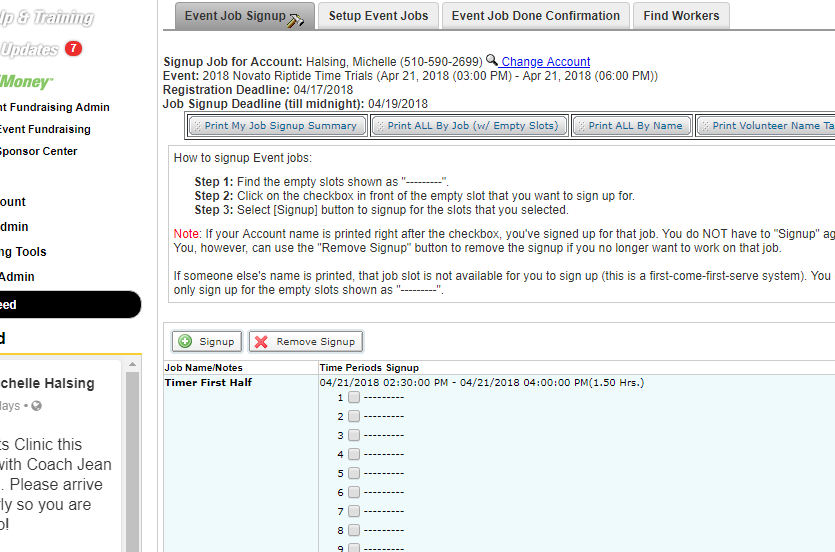 p & Training
Updates 7
Money™
nt Fundraising Admin
Event Fundraising
Sponsor Center
ount
dmin
ng Tools
Admin
eed
d
chelle Halsing
days •
ts Clinic this
with Coach Jean
. Please arrive
rly so you are
o!
Event Job Signup
Setup Event Jobs
Event Job Done Confirmation
Find Workers
Signup Job for Account: Halsing, Michelle (510-590-2699) Change Account
Event: 2018 Novato Riptide Time Trials (Apr 21, 2018 (03:00 PM) - Apr 21, 2018 (06:00 PM))
Registration Deadline: 04/17/2018
Job Signup Deadline (till midnight): 04/19/2018
Print My Job Signup Summary
Print ALL By Job (w/ Empty Slots)
Print ALL By Name
Print Volunteer Name Ta
How to signup Event jobs:
Step 1: Find the empty slots shown as "---------".
Step 2: Click on the checkbox in front of the empty slot that you want to sign up for.
Step 3: Select [Signup] button to signup for the slots that you selected.
Note: If your Account name is printed right after the checkbox, you've signed up for that job. You do NOT have to "Signup" ag
You, however, can use the "Remove Signup" button to remove the signup if you no longer want to work on that job.
If someone else's name is printed, that job slot is not available for you to sign up (this is a first-come-first-serve system). You
only sign up for the empty slots shown as "---------".
Signup
Remove Signup
Job Name/Notes
Time Periods Signup
Timer First Half
04/21/2018 02:30:00 PM - 04/21/2018 04:00:00 PM(1.50 Hrs.)
1 ---------
2 ---------
3 ---------
4 ---------
5 ---------
6 ---------
7 ---------
8 ---------
9 ---------